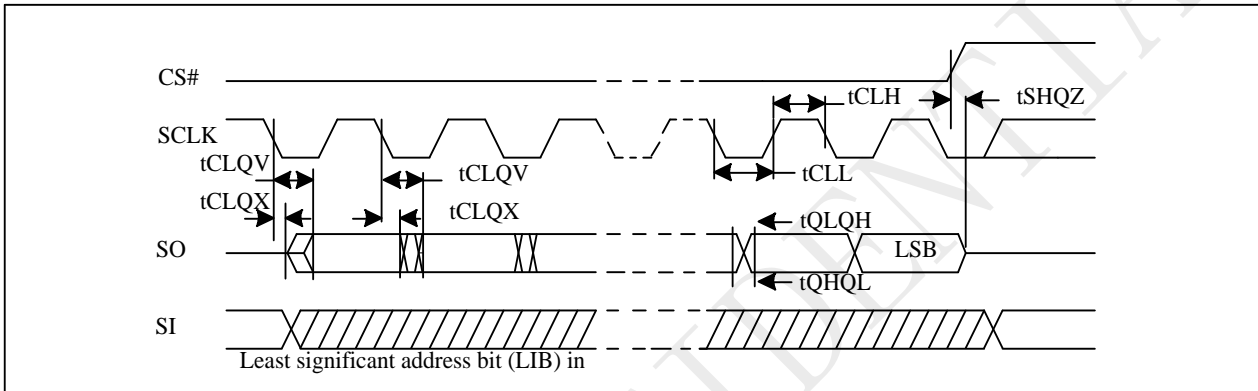 CS#
tCLH
tSHQZ
SCLK
tCLQV
tCLQV
tCLL
tCLQX
tCLQX
tQLQH
SO
LSB
tQHQL
SI
Least significant address bit (LIB) in